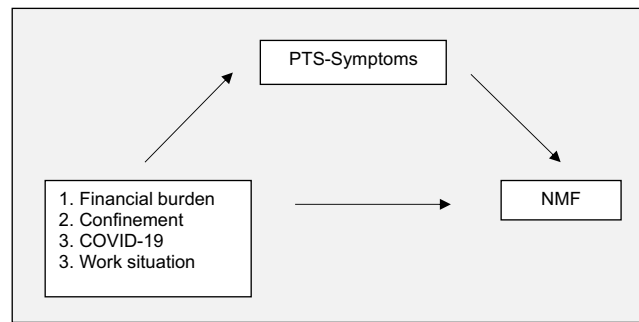 PTS-Symptoms
1. Financial burden
2. Confinement
3. COVID-19
3. Work situation
NMF